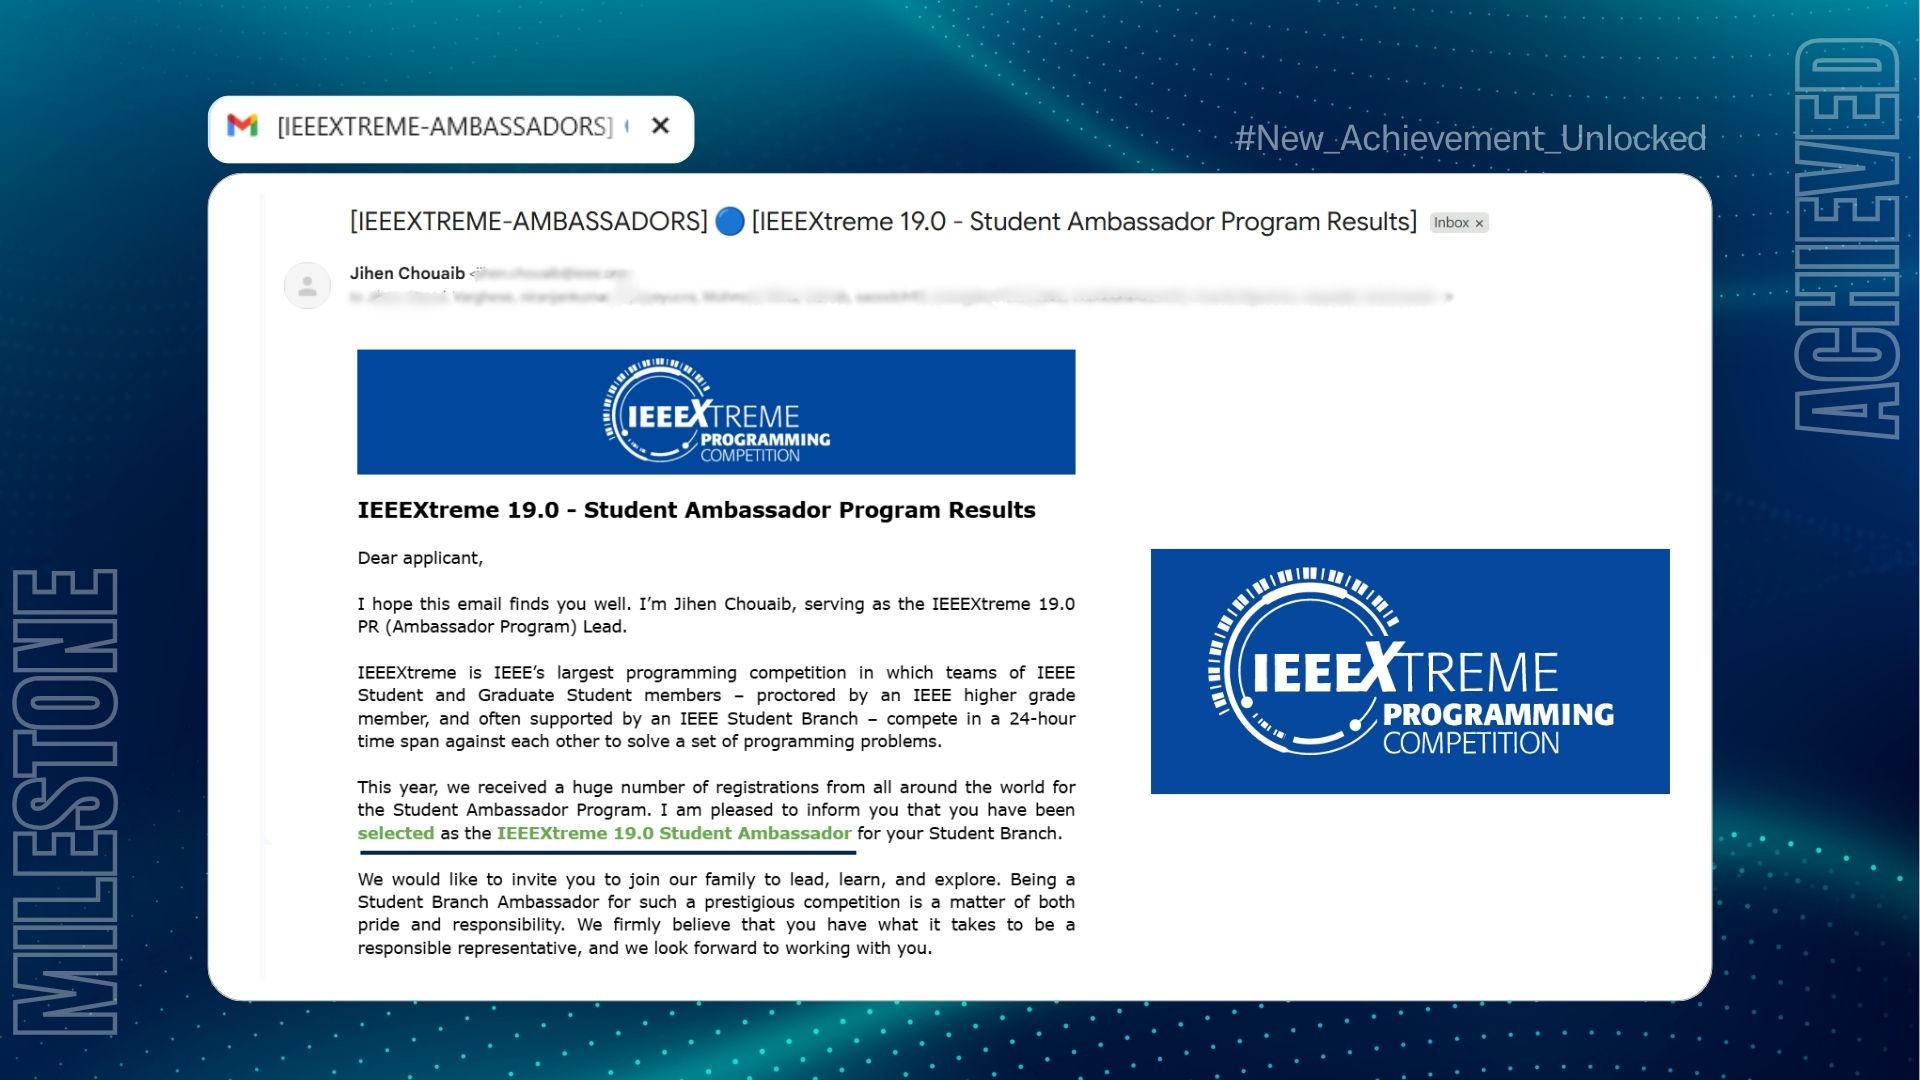 [IEEEXTREME-AMBASSADORS]
#New_Achievement_Unlocked
ACHIEVED
MILESTONE
[IEEEXTREME-AMBASSADORS] 🔵 [IEEEXtreme 19.0 - Student Ambassador Program Results] Inbox ×
Jihen Chouaib
IEEEXTREME
PROGRAMMING
COMPETITION
IEEEXtreme 19.0 - Student Ambassador Program Results
Dear applicant,
I hope this email finds you well. I’m Jihen Chouaib, serving as the IEEEXtreme 19.0
PR (Ambassador Program) Lead.
IEEEXtreme is IEEE’s largest programming competition in which teams of IEEE
Student and Graduate Student members – proctored by an IEEE higher grade
member, and often supported by an IEEE Student Branch – compete in a 24-hour
time span against each other to solve a set of programming problems.
This year, we received a huge number of registrations from all around the world for
the Student Ambassador Program. I am pleased to inform you that you have been
selected as the IEEEXtreme 19.0 Student Ambassador for your Student Branch.
We would like to invite you to join our family to lead, learn, and explore. Being a
Student Branch Ambassador for such a prestigious competition is a matter of both
pride and responsibility. We firmly believe that you have what it takes to be a
responsible representative, and we look forward to working with you.
IEEEXTREME
PROGRAMMING
COMPETITION